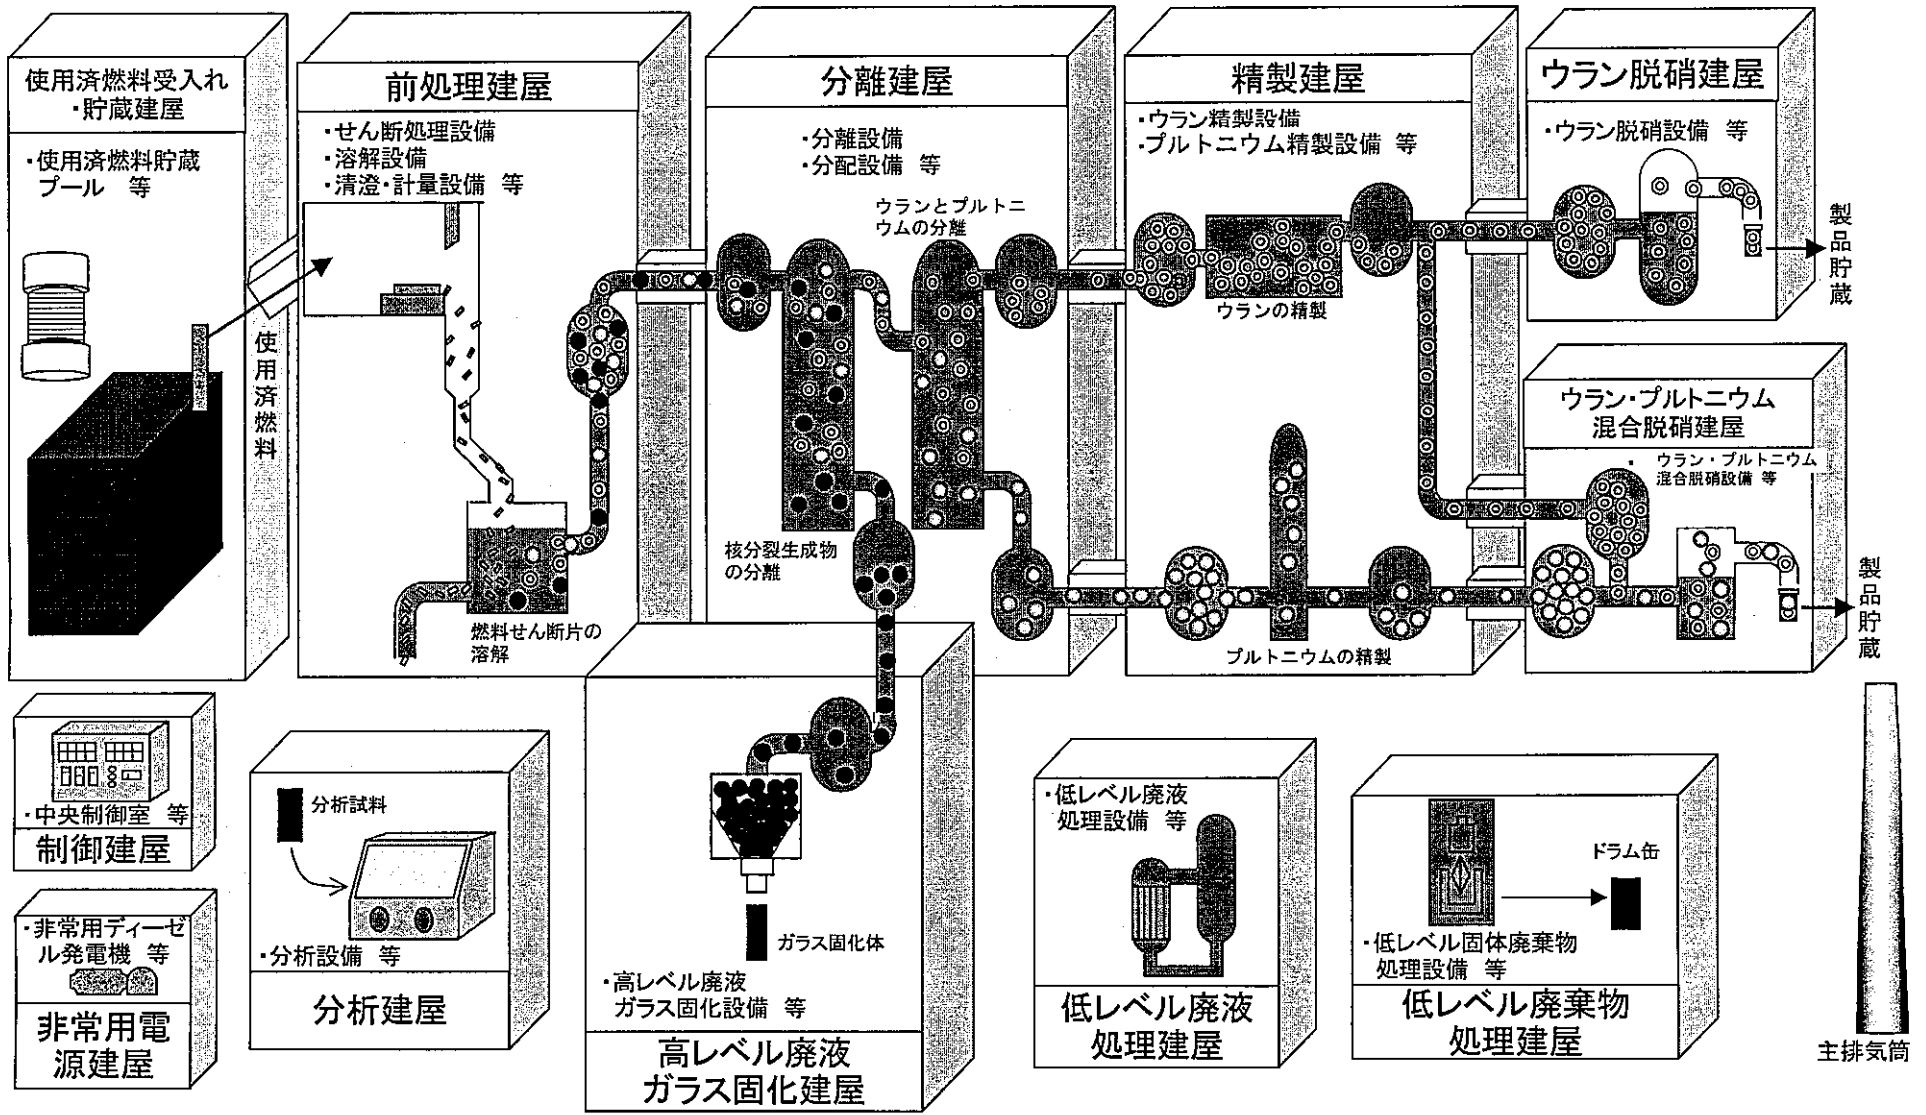 使用済燃料受入れ
・貯蔵建屋
・使用済燃料貯蔵
プール 等
使用済燃料
前処理建屋
・せん断処理設備
・溶解設備
・清澄・計量設備 等
燃料せん断片の
溶解
分離建屋
・分離設備
・分配設備 等
ウランとプルトニ
ウムの分離
核分裂生成物
の分離
精製建屋
・ウラン精製設備
・プルトニウム精製設備 等
ウランの精製
プルトニウムの精製
ウラン脱硝建屋
・ウラン脱硝設備 等
製品貯蔵
ウラン・プルトニウム
混合脱硝建屋
・ウラン・プルトニウム
混合脱硝設備 等
製品貯蔵
・中央制御室 等
制御建屋
・非常用ディーゼ
ル発電機 等
非常用電
源建屋
分析試料
・分析設備 等
分析建屋
ガラス固化体
・高レベル廃液
ガラス固化設備 等
高レベル廃液
ガラス固化建屋
・低レベル廃液
処理設備 等
低レベル廃液
処理建屋
ドラム缶
・低レベル固体廃棄物
処理設備 等
低レベル廃棄物
処理建屋
主排気筒